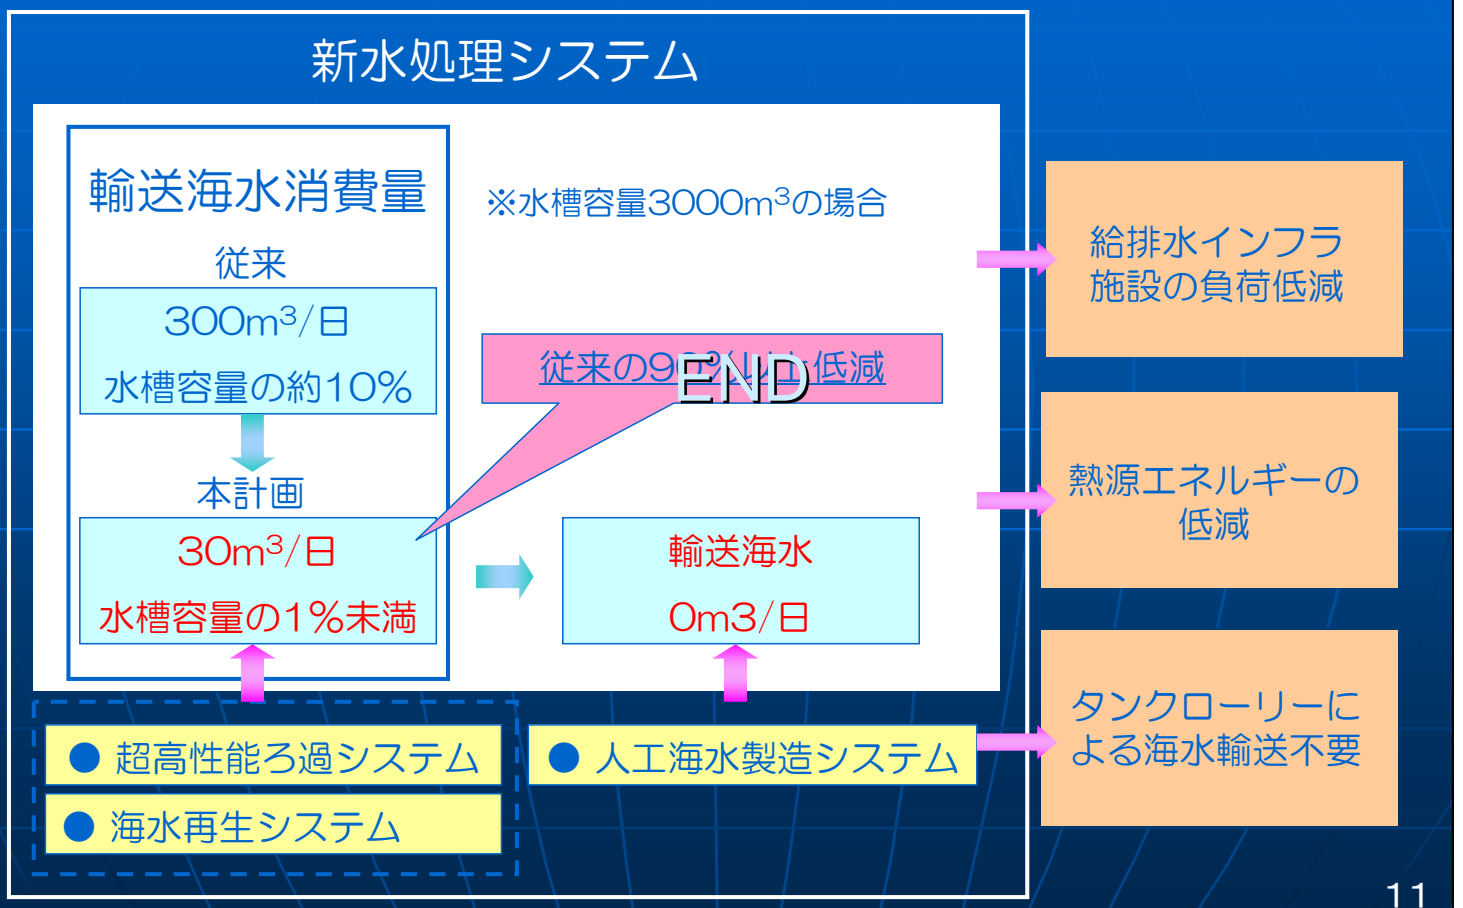 新水処理システム
輸送海水消費量
※水槽容量3000m³の場合
従来
300m³/日
水槽容量の約10%
従来の9 低減
END
本計画
30m³/日
水槽容量の1%未満
輸送海水
0m3/日
● 超高性能ろ過システム
● 海水再生システム
● 人工海水製造システム
給排水インフラ
施設の負荷低減
熱源エネルギーの
低減
タンクローリーに
よる海水輸送不要
11